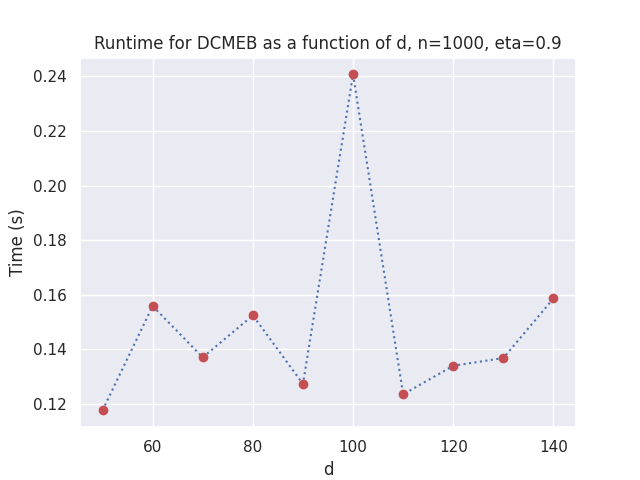 Runtime for DCMEB as a function of d, n=1000, eta=0.9
0.24
0.22
0.20
0.18
0.16
0.14
0.12
Time (s)
60 80 100 120 140
d